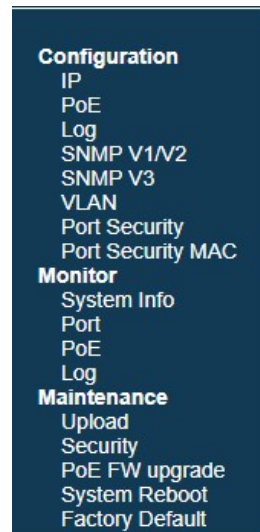 Configuration
IP
PoE
Log
SNMP V1/V2
SNMP V3
VLAN
Port Security
Port Security MAC
Monitor
System Info
Port
PoE
Log
Maintenance
Upload
Security
PoE FW upgrade
System Reboot
Factory Default